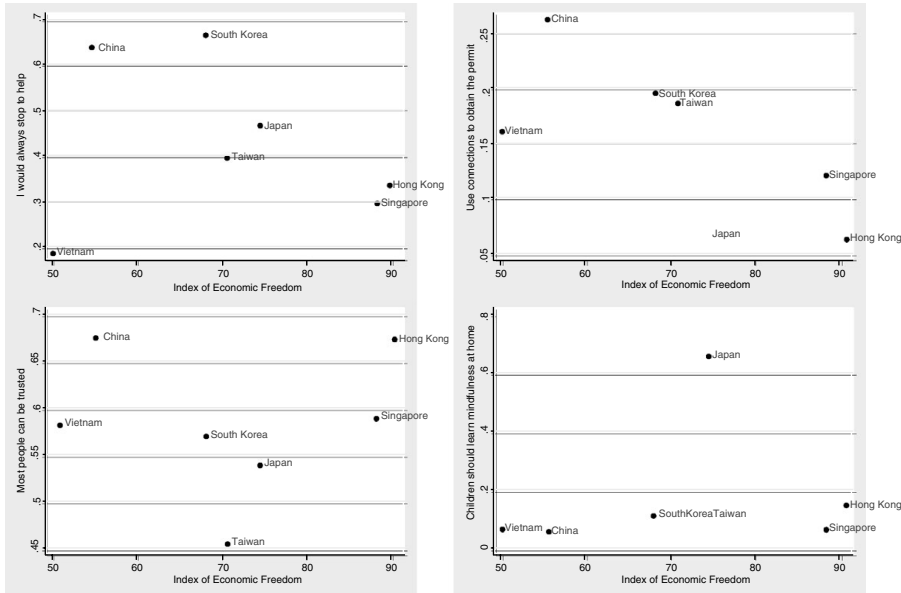 I would always stop to help
.7
.6
.5
.4
.3
.2
China
South Korea
Japan
Taiwan
Hong Kong
Singapore
Vietnam
50 60 70 80 90
Index of Economic Freedom
Use connections to obtain the permit
.25
.2
.15
.1
.05
China
South Korea
Taiwan
Vietnam
Singapore
Japan
Hong Kong
50 60 70 80 90
Index of Economic Freedom
Most people can be trusted
.7
.65
.6
.55
.5
.45
China
Hong Kong
Vietnam
Singapore
South Korea
Japan
Taiwan
50 60 70 80 90
Index of Economic Freedom
Children should learn mindfulness at home
.8
.6
.4
.2
0
Japan
Hong Kong
SouthKoreaTaiwan
Vietnam
China
Singapore
50 60 70 80 90
Index of Economic Freedom